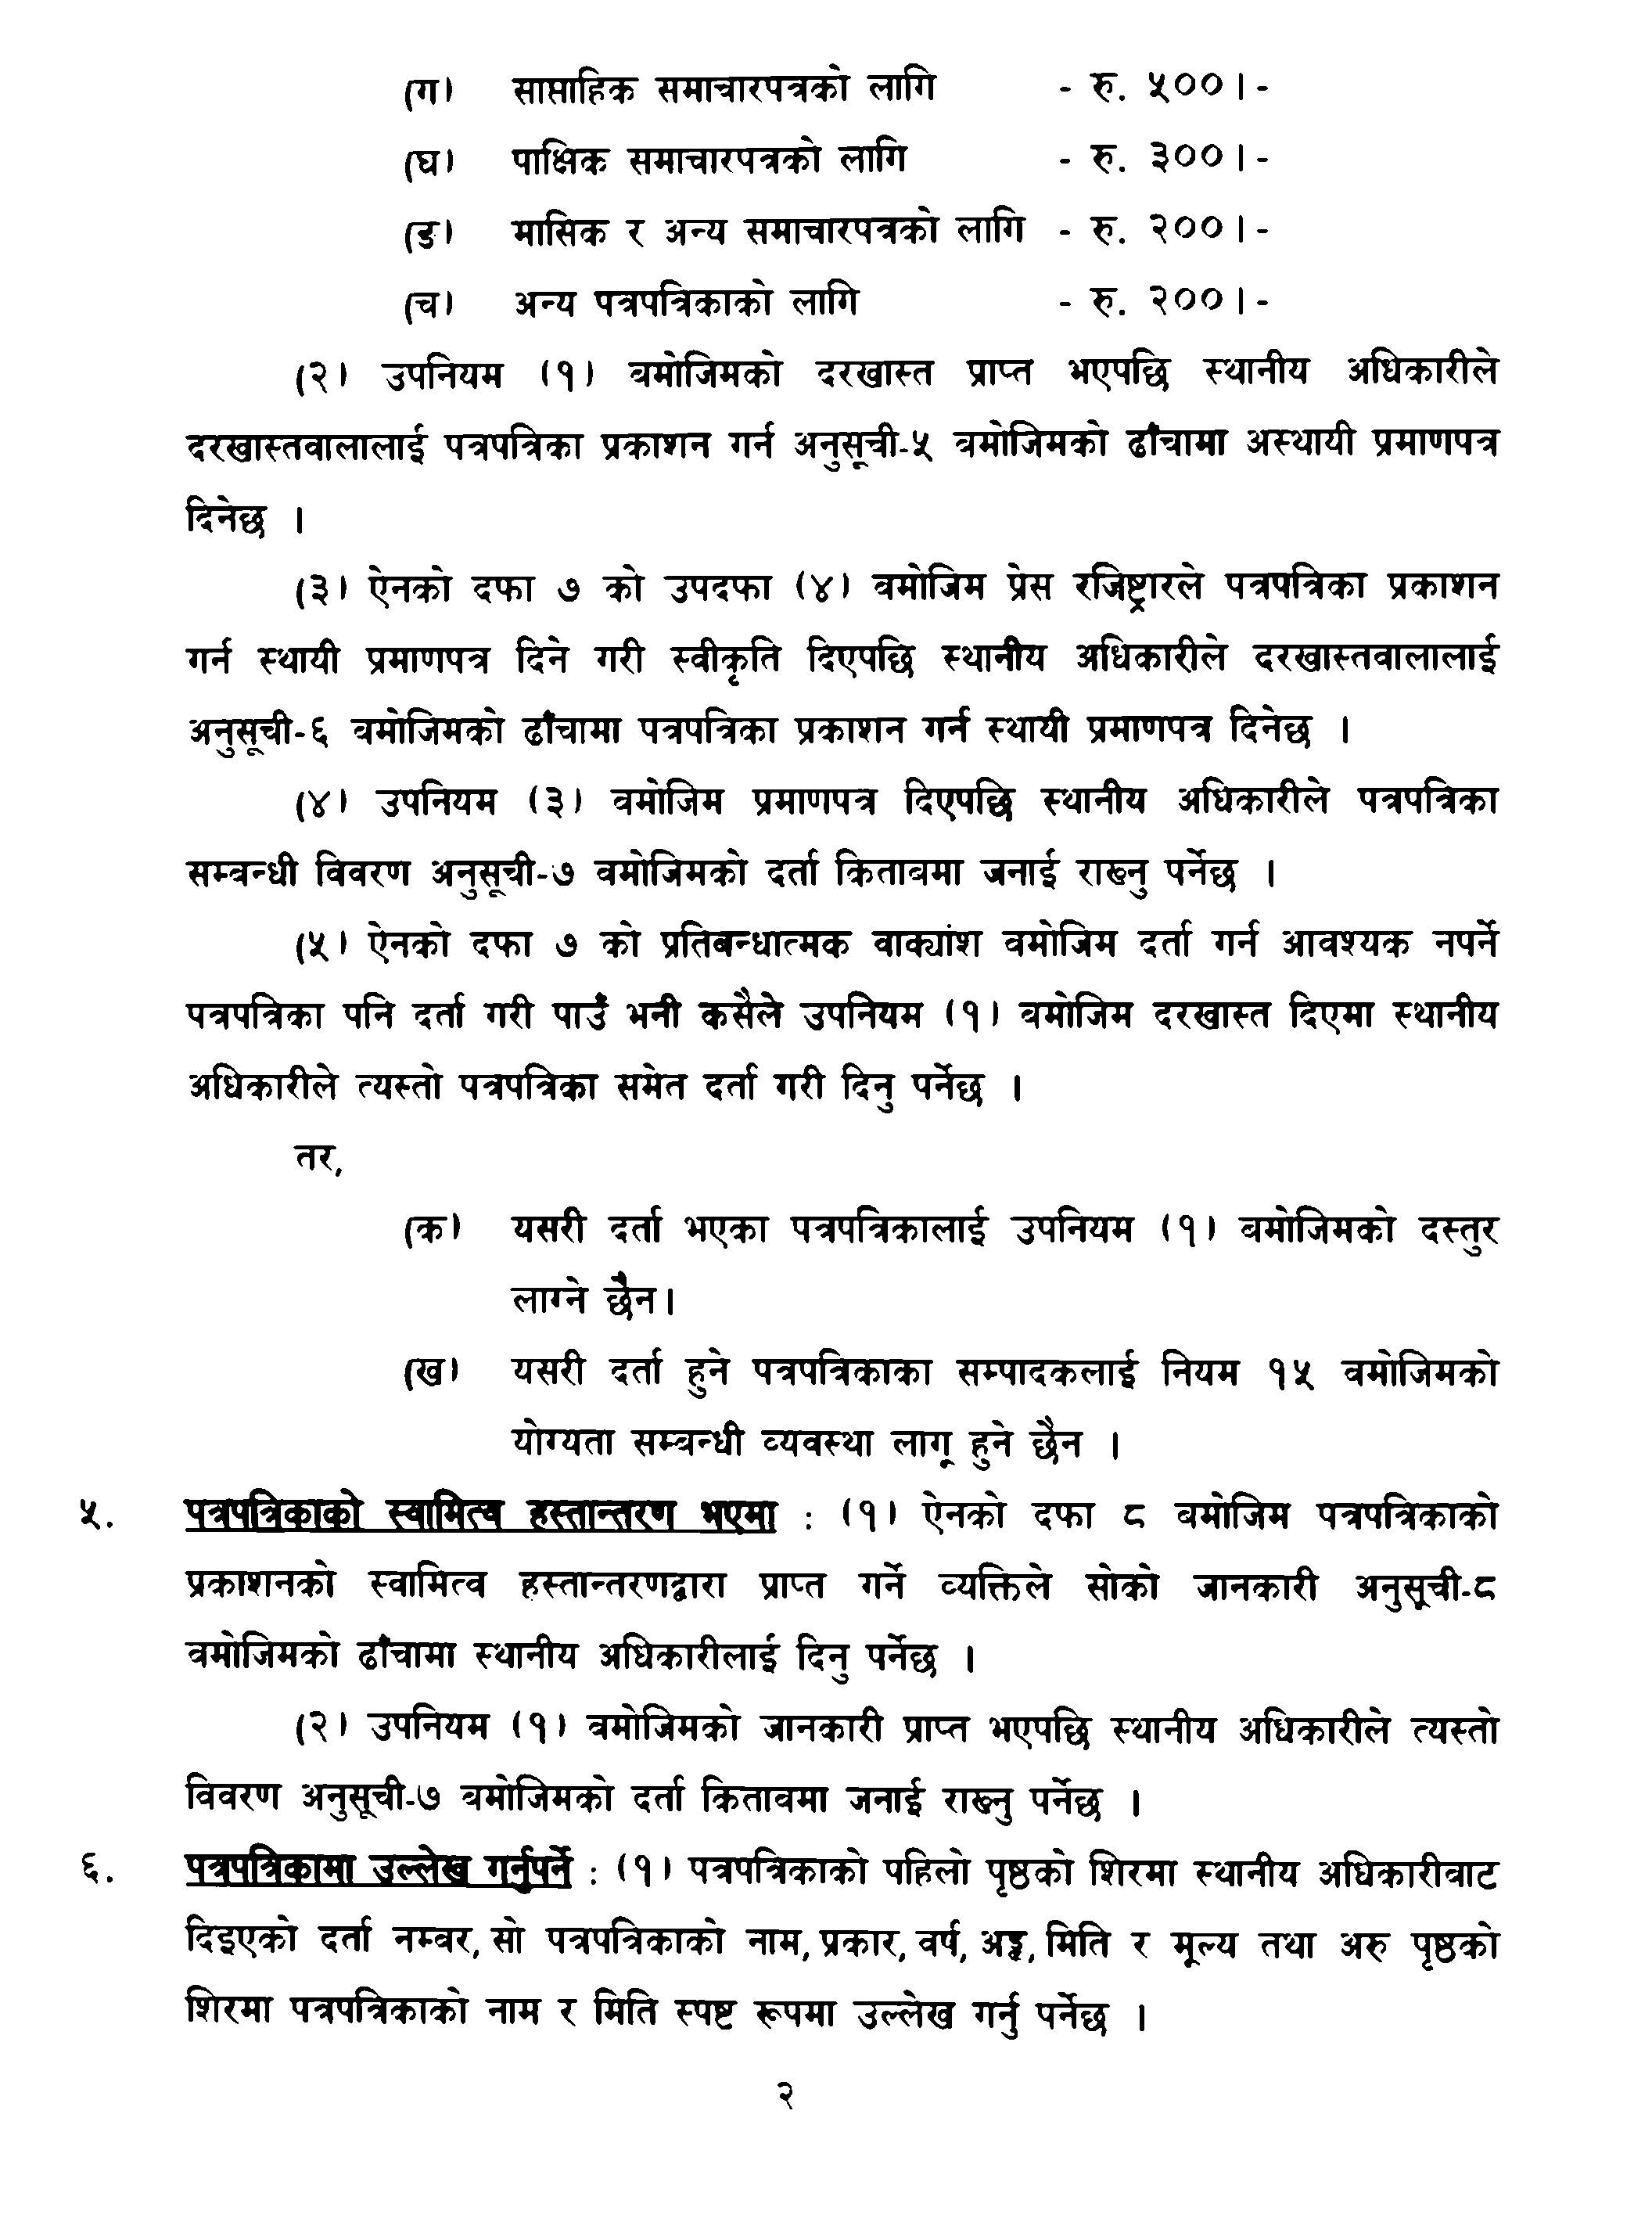 (ग) साप्ताहिक समाचारपत्रको लागि - रु. ५००।-
(घ) पाक्षिक समाचारपत्रको लागि - रु. ३००।-
(ङ) मासिक र अन्य समाचारपत्रको लागि - रु. २००।-
(च) अन्य पत्रपत्रिकाको लागि - रु. २००।-
(२) उपनियम (१) बमोजिमको दरखास्त प्राप्त भएपछि स्थानीय अधिकारीले
दरखास्तवालालाई पत्रपत्रिका प्रकाशन गर्न अनुसूची-५ बमोजिमको ढाँचामा अस्थायी प्रमाणपत्र
दिनेछ ।
(३) ऐनको दफा ७ को उपदफा (४) बमोजिम प्रेस रजिष्ट्रारले पत्रपत्रिका प्रकाशन
गर्न स्थायी प्रमाणपत्र दिने गरी स्वीकृति दिएपछि स्थानीय अधिकारीले दरखास्तवालालाई
अनुसूची-६ बमोजिमको ढाँचामा पत्रपत्रिका प्रकाशन गर्न स्थायी प्रमाणपत्र दिनेछ ।
(४) उपनियम (३) बमोजिम प्रमाणपत्र दिएपछि स्थानीय अधिकारीले पत्रपत्रिका
सम्बन्धी विवरण अनुसूची-७ बमोजिमको दर्ता किताबमा जनाई राख्नु पर्नेछ ।
(५) ऐनको दफा ७ को प्रतिबन्धात्मक वाक्यांश बमोजिम दर्ता गर्न आवश्यक नपर्ने
पत्रपत्रिका पनि दर्ता गरी पाउँ भनी कसैले उपनियम (१) बमोजिम दरखास्त दिएमा स्थानीय
अधिकारीले त्यस्तो पत्रपत्रिका समेत दर्ता गरी दिनु पर्नेछ ।
तर,
(क) यसरी दर्ता भएका पत्रपत्रिकालाई उपनियम (१) बमोजिमको दस्तुर
लाग्ने छैन।
(ख) यसरी दर्ता हुने पत्रपत्रिकाका सम्पादकलाई नियम १५ बमोजिमको
योग्यता सम्बन्धी व्यवस्था लागू हुने छैन ।
५. पत्रपत्रिकाको स्वामित्व हस्तान्तरण भएमा : (१) ऐनको दफा ८ बमोजिम पत्रपत्रिकाको
प्रकाशनको स्वामित्व हस्तान्तरणद्वारा प्राप्त गर्ने व्यक्तिले सोको जानकारी अनुसूची-८
बमोजिमको ढाँचामा स्थानीय अधिकारीलाई दिनु पर्नेछ ।
(२) उपनियम (१) बमोजिमको जानकारी प्राप्त भएपछि स्थानीय अधिकारीले त्यस्तो
विवरण अनुसूची-७ बमोजिमको दर्ता किताबमा जनाई राख्नु पर्नेछ ।
६. पत्रपत्रिकामा उल्लेख गर्नुपर्ने : (१) पत्रपत्रिकाको पहिलो पृष्ठको शिरमा स्थानीय अधिकारीबाट
दिइएको दर्ता नम्बर, सो पत्रपत्रिकाको नाम, प्रकार, वर्ष, अङ्क, मिति र मूल्य तथा अरु पृष्ठको
शिरमा पत्रपत्रिकाको नाम र मिति स्पष्ट रूपमा उल्लेख गर्नु पर्नेछ ।
२